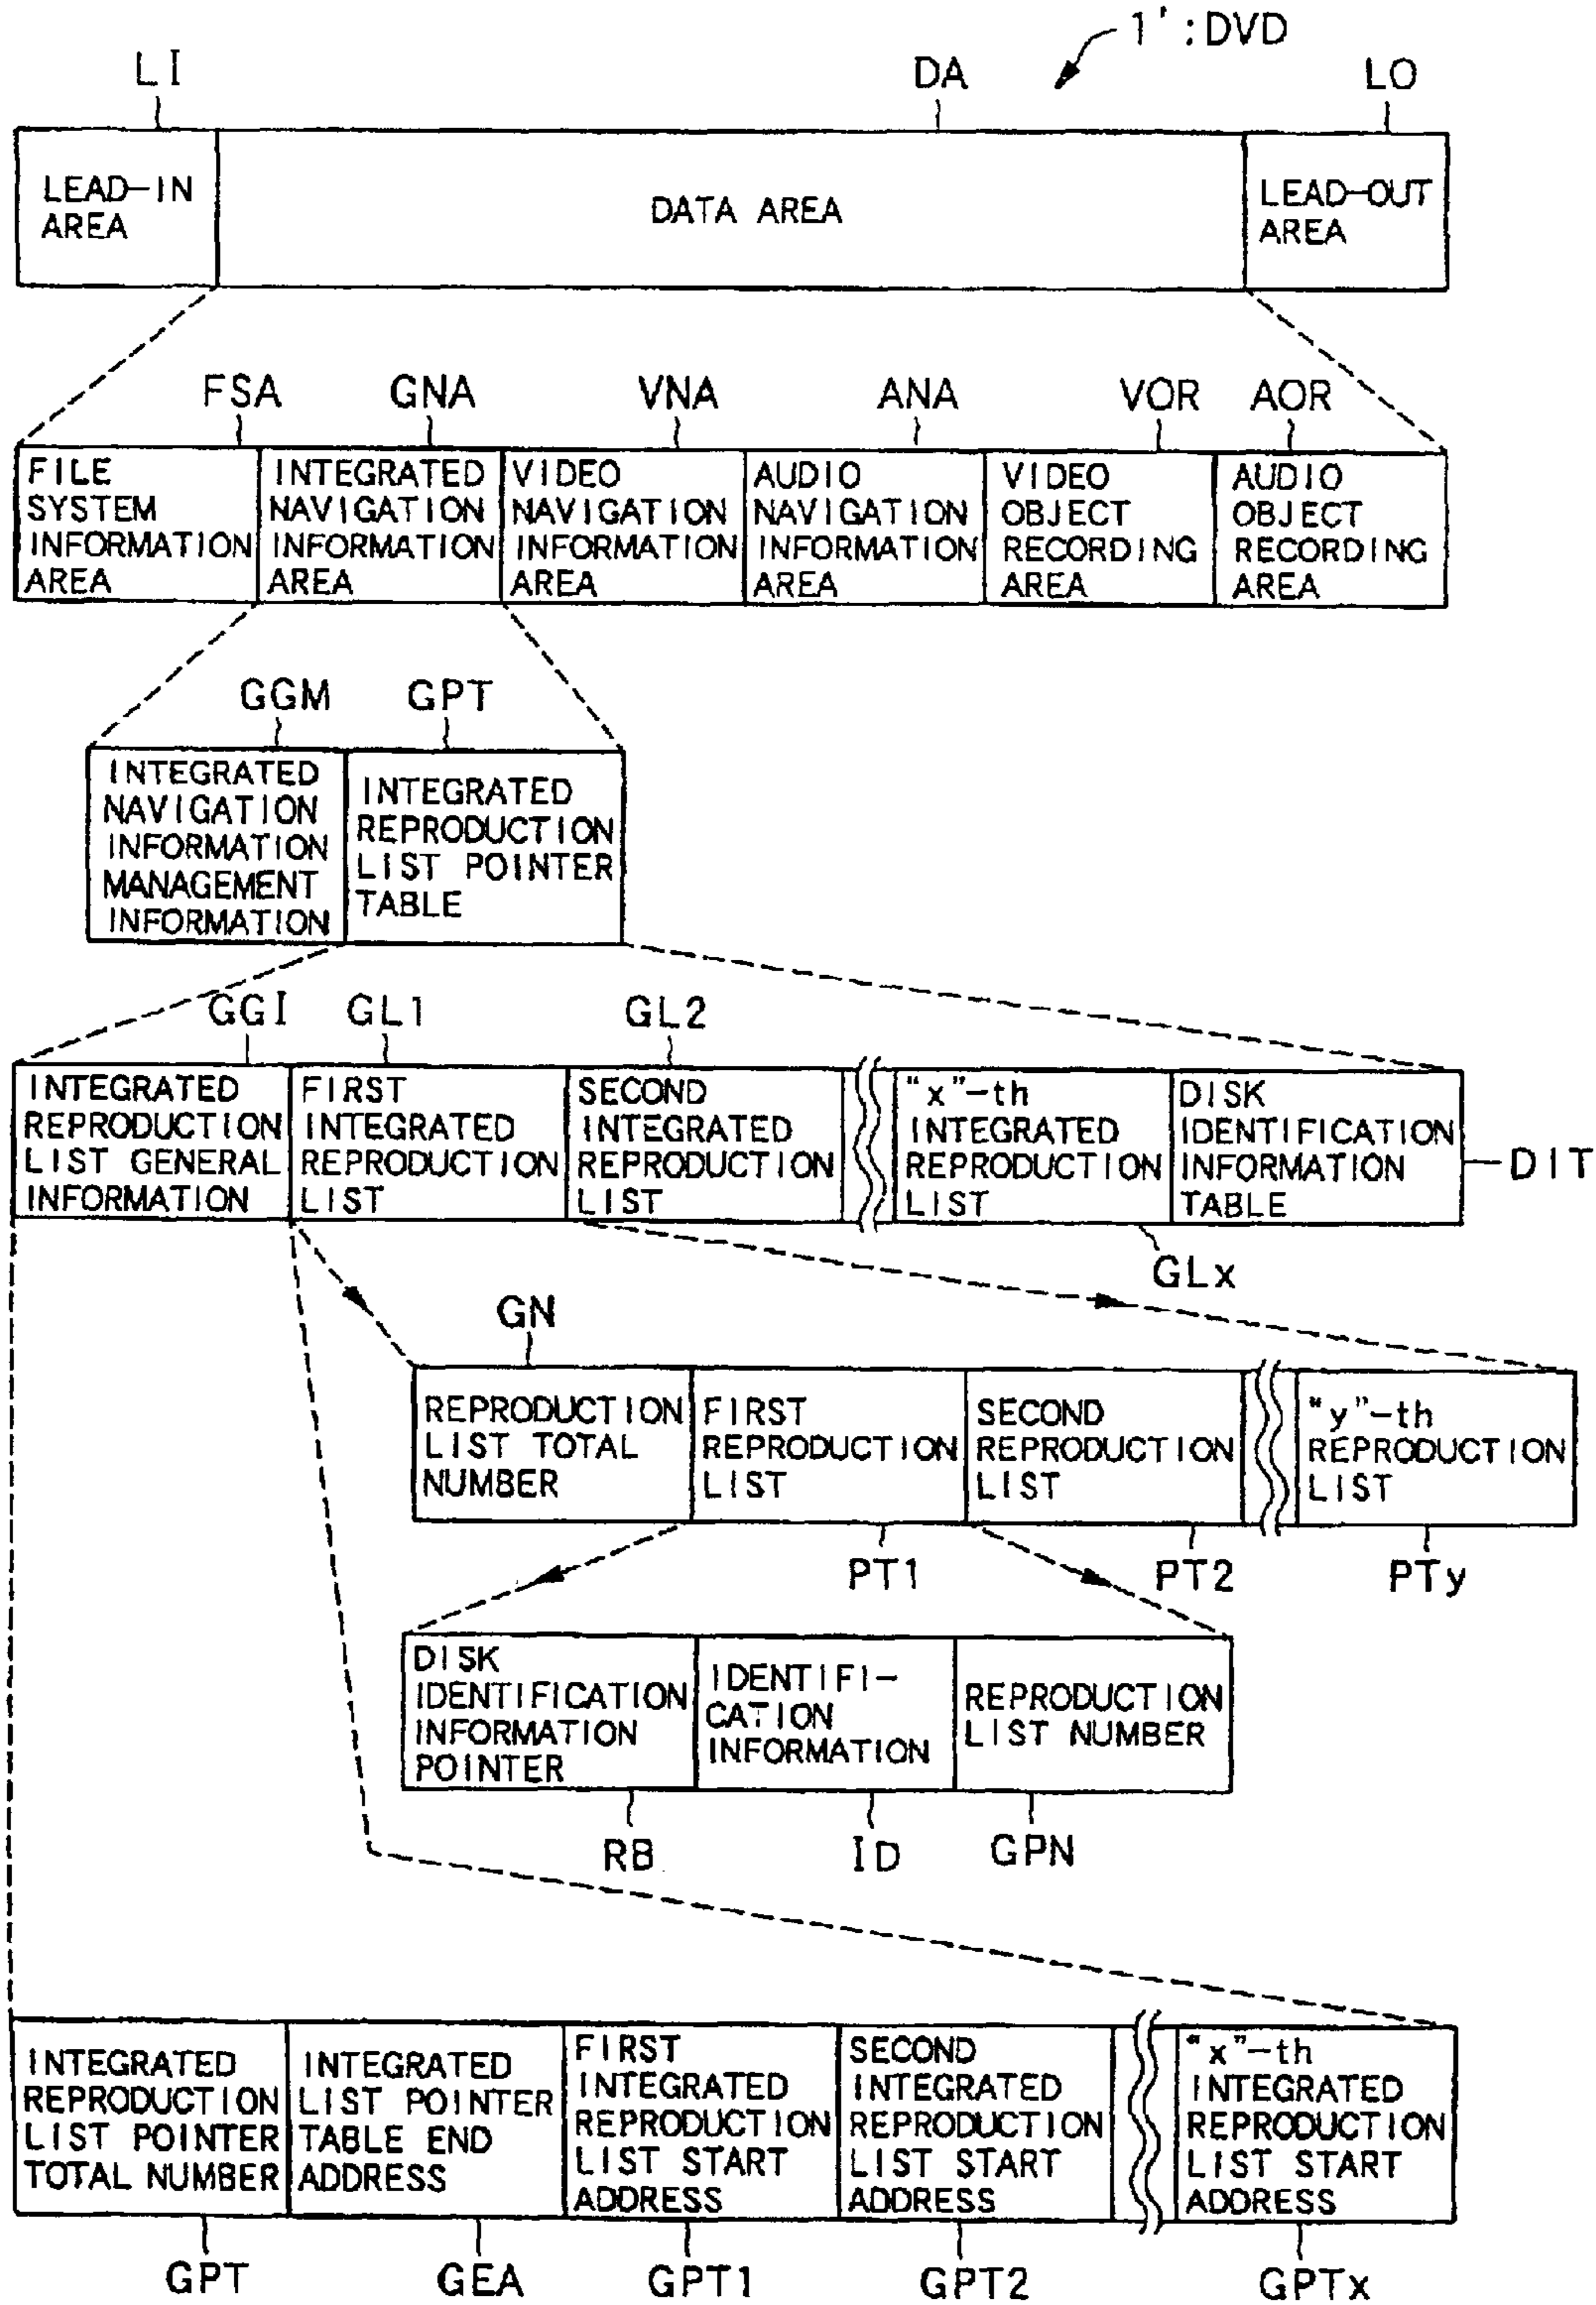 1':DVD
LI
DA
LO
LEAD-IN
AREA
DATA AREA
LEAD-OUT
AREA
FSA
GNA
VNA
ANA
VOR
AOR
FILE
SYSTEM
INFORMATION
AREA
INTEGRATED
NAVIGATION
INFORMATION
AREA
VIDEO
NAVIGATION
INFORMATION
AREA
AUDIO
NAVIGATION
INFORMATION
AREA
VIDEO
OBJECT
RECORDING
AREA
AUDIO
OBJECT
RECORDING
AREA
GGM
GPT
INTEGRATED
NAVIGATION
INFORMATION
MANAGEMENT
INFORMATION
INTEGRATED
REPRODUCTION
LIST POINTER
TABLE
GGI
GL1
GL2
INTEGRATED
REPRODUCTION
LIST GENERAL
INFORMATION
FIRST
INTEGRATED
REPRODUCTION
LIST
SECOND
INTEGRATED
REPRODUCTION
LIST
"x"-th
INTEGRATED
REPRODUCTION
LIST
DISK
IDENTIFICATION
INFORMATION
TABLE
DIT
GLx
GN
REPRODUCTION
LIST TOTAL
NUMBER
FIRST
REPRODUCTION
LIST
SECOND
REPRODUCTION
LIST
"y"-th
REPRODUCTION
LIST
PT1
PT2
PTy
DISK
IDENTIFICATION
INFORMATION
POINTER
IDENTIFI-
CATION
INFORMATION
REPRODUCTION
LIST NUMBER
RB
ID
GPN
INTEGRATED
REPRODUCTION
LIST POINTER
TOTAL NUMBER
INTEGRATED
LIST POINTER
TABLE END
ADDRESS
FIRST
INTEGRATED
REPRODUCTION
LIST START
ADDRESS
SECOND
INTEGRATED
REPRODUCTION
LIST START
ADDRESS
"x"-th
INTEGRATED
REPRODUCTION
LIST START
ADDRESS
GPT
GEA
GPT1
GPT2
GPTx